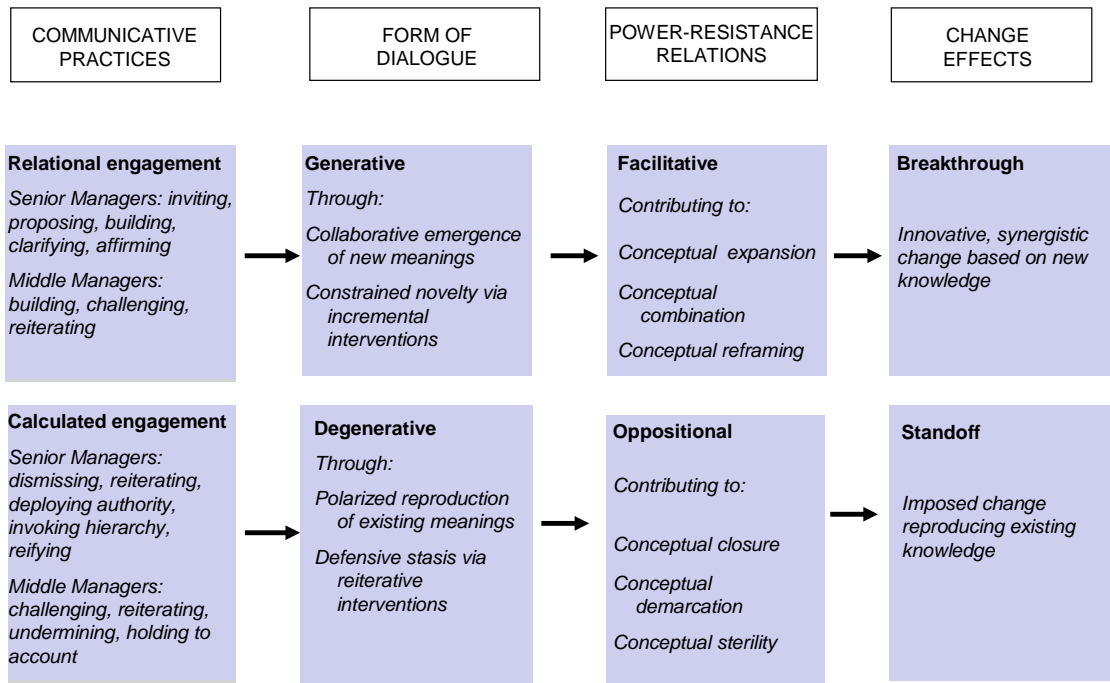 COMMUNICATIVE
PRACTICES
FORM OF
DIALOGUE
POWER-RESISTANCE
RELATIONS
CHANGE
EFFECTS
Relational engagement
Senior Managers: inviting,
proposing, building,
clarifying, affirming
Middle Managers:
building, challenging,
reiterating
Generative
Through:
Collaborative emergence
of new meanings
Constrained novelty via
incremental
interventions
Facilitative
Contributing to:
Conceptual expansion
Conceptual
combination
Conceptual reframing
Breakthrough
Innovative, synergistic
change based on new
knowledge
Calculated engagement
Senior Managers:
dismissing, reiterating,
deploying authority,
invoking hierarchy,
reifying
Middle Managers:
challenging, reiterating,
undermining, holding to
account
Degenerative
Through:
Polarized reproduction
of existing meanings
Defensive stasis via
reiterative
interventions
Oppositional
Contributing to:
Conceptual closure
Conceptual
demarcation
Conceptual sterility
Standoff
Imposed change
reproducing existing
knowledge